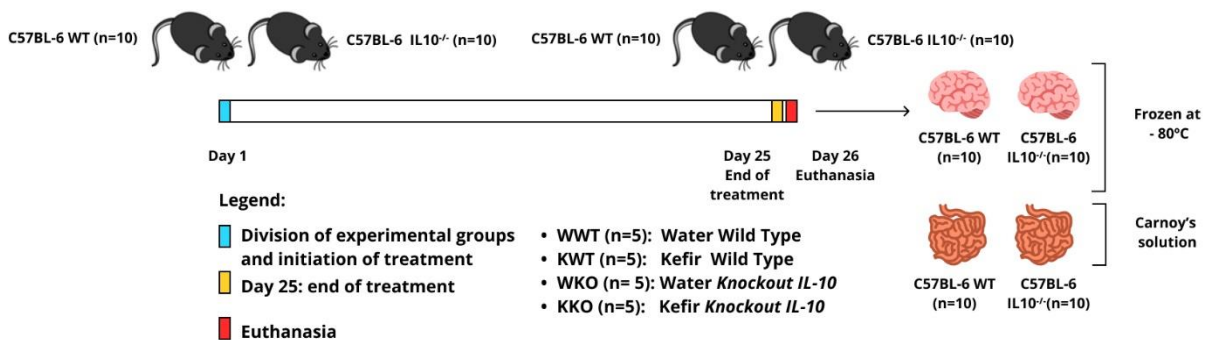 C57BL-6 WT (n=10)
C57BL-6 IL10-/- (n=10)
C57BL-6 WT (n=10)
C57BL-6 IL10-/- (n=10)
Day 1
Day 25
End of
treatment
Day 26
Euthanasia
C57BL-6 WT
(n=10)
C57BL-6
IL10-/-(n=10)
Frozen at
- 80ºC
Legend:
Division of experimental groups
and initiation of treatment
Day 25: end of treatment
Euthanasia
• WWT (n=5): Water Wild Type
• KWT (n=5): Kefir Wild Type
• WKO (n= 5): Water Knockout IL-10
• KKO (n=5): Kefir Knockout IL-10
Carnoy's
solution
C57BL-6 WT
(n=10)
C57BL-6
IL10-/-(n=10)